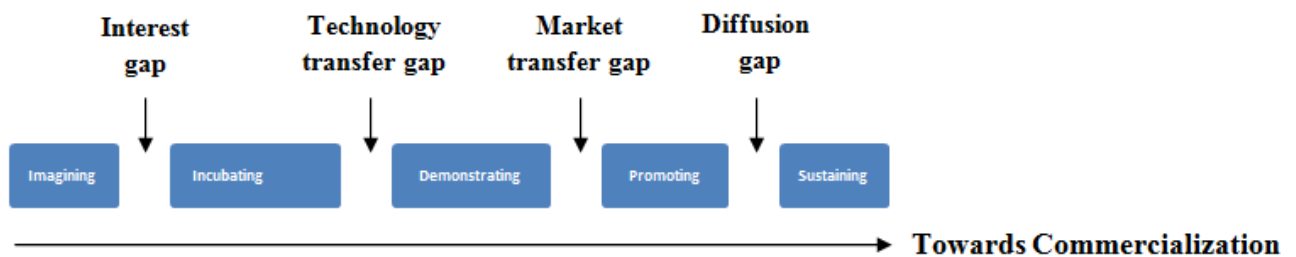 Interest
gap
Technology
transfer gap
Market
transfer gap
Diffusion
gap
Imagining
Incubating
Demonstrating
Promoting
Sustaining
Towards Commercialization